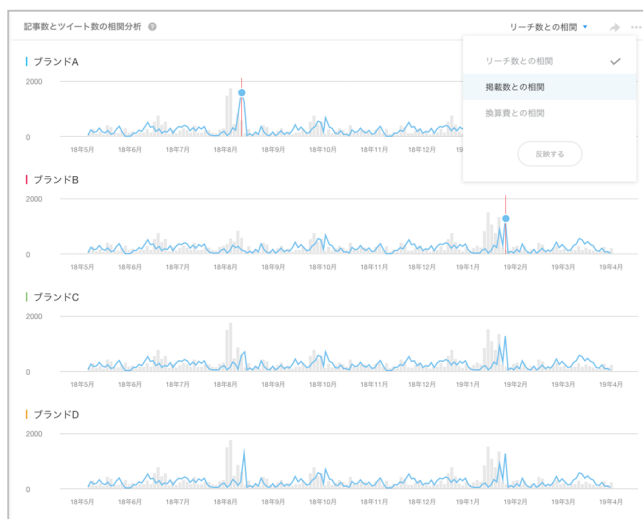 記事数とツイート数の相関分析 ?
リーチ数との相関
リーチ数との相関
掲載数との相関
換算費との相関
反映する
ブランドA
2000
0
18年5月 18年6月 18年7月 18年8月 18年9月 18年10月 18年11月 18年12月
ブランドB
2000
0
18年5月 18年6月 18年7月 18年8月 18年9月 18年10月 18年11月 18年12月 19年1月 19年2月 19年3月 19年4月
ブランドC
2000
0
18年5月 18年6月 18年7月 18年8月 18年9月 18年10月 18年11月 18年12月 19年1月 19年2月 19年3月 19年4月
ブランドD
2000
0
18年5月 18年6月 18年7月 18年8月 18年9月 18年10月 18年11月 18年12月 19年1月 19年2月 19年3月 19年4月